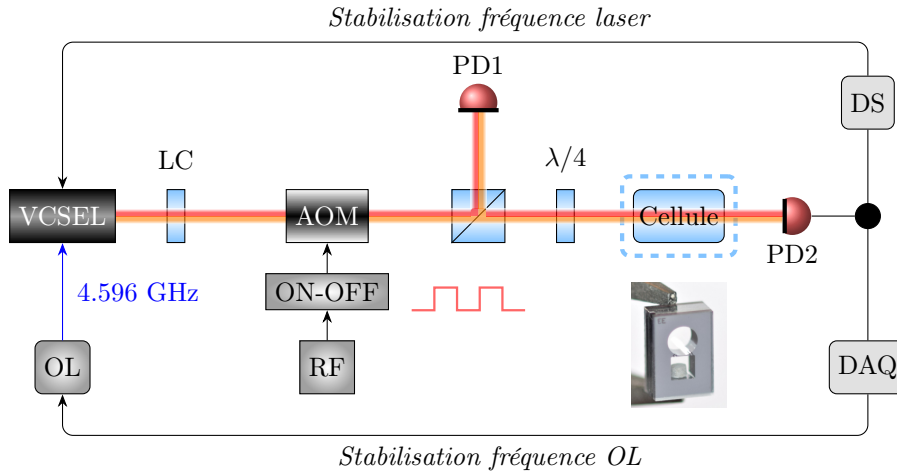 Stabilisation fréquence laser
PD1
DS
LC
λ/4
VCSEL
AOM
Cellule
PD2
4.596 GHz
ON-OFF
OL
RF
DAQ
Stabilisation fréquence OL